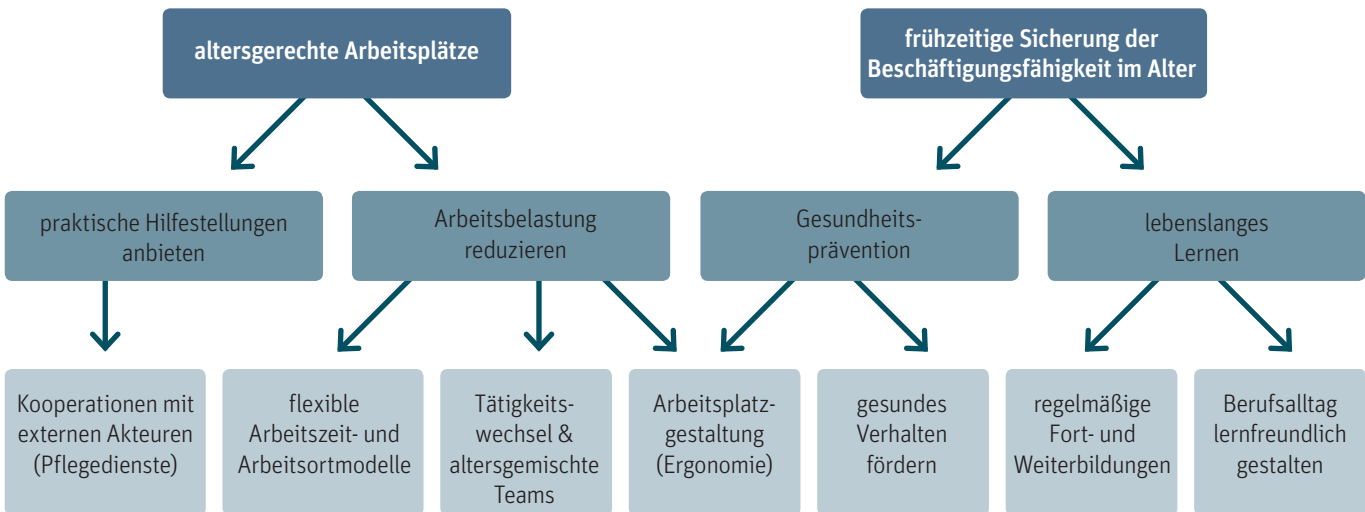 altersgerechte Arbeitsplätze
frühzeitige Sicherung der
Beschäftigungsfähigkeit im Alter
praktische Hilfestellungen
anbieten
Arbeitsbelastung
reduzieren
Gesundheits-
prävention
lebenslanges
Lernen
Kooperationen mit
externen Akteuren
(Pflegedienste)
flexible
Arbeitszeit- und
Arbeitsortmodelle
Tätigkeits-
wechsel &
altersgemischte
Teams
Arbeitsplatz-
gestaltung
(Ergonomie)
gesundes
Verhalten
fördern
regelmäßige
Fort- und
Weiterbildungen
Berufsalltag
lernfreundlich
gestalten